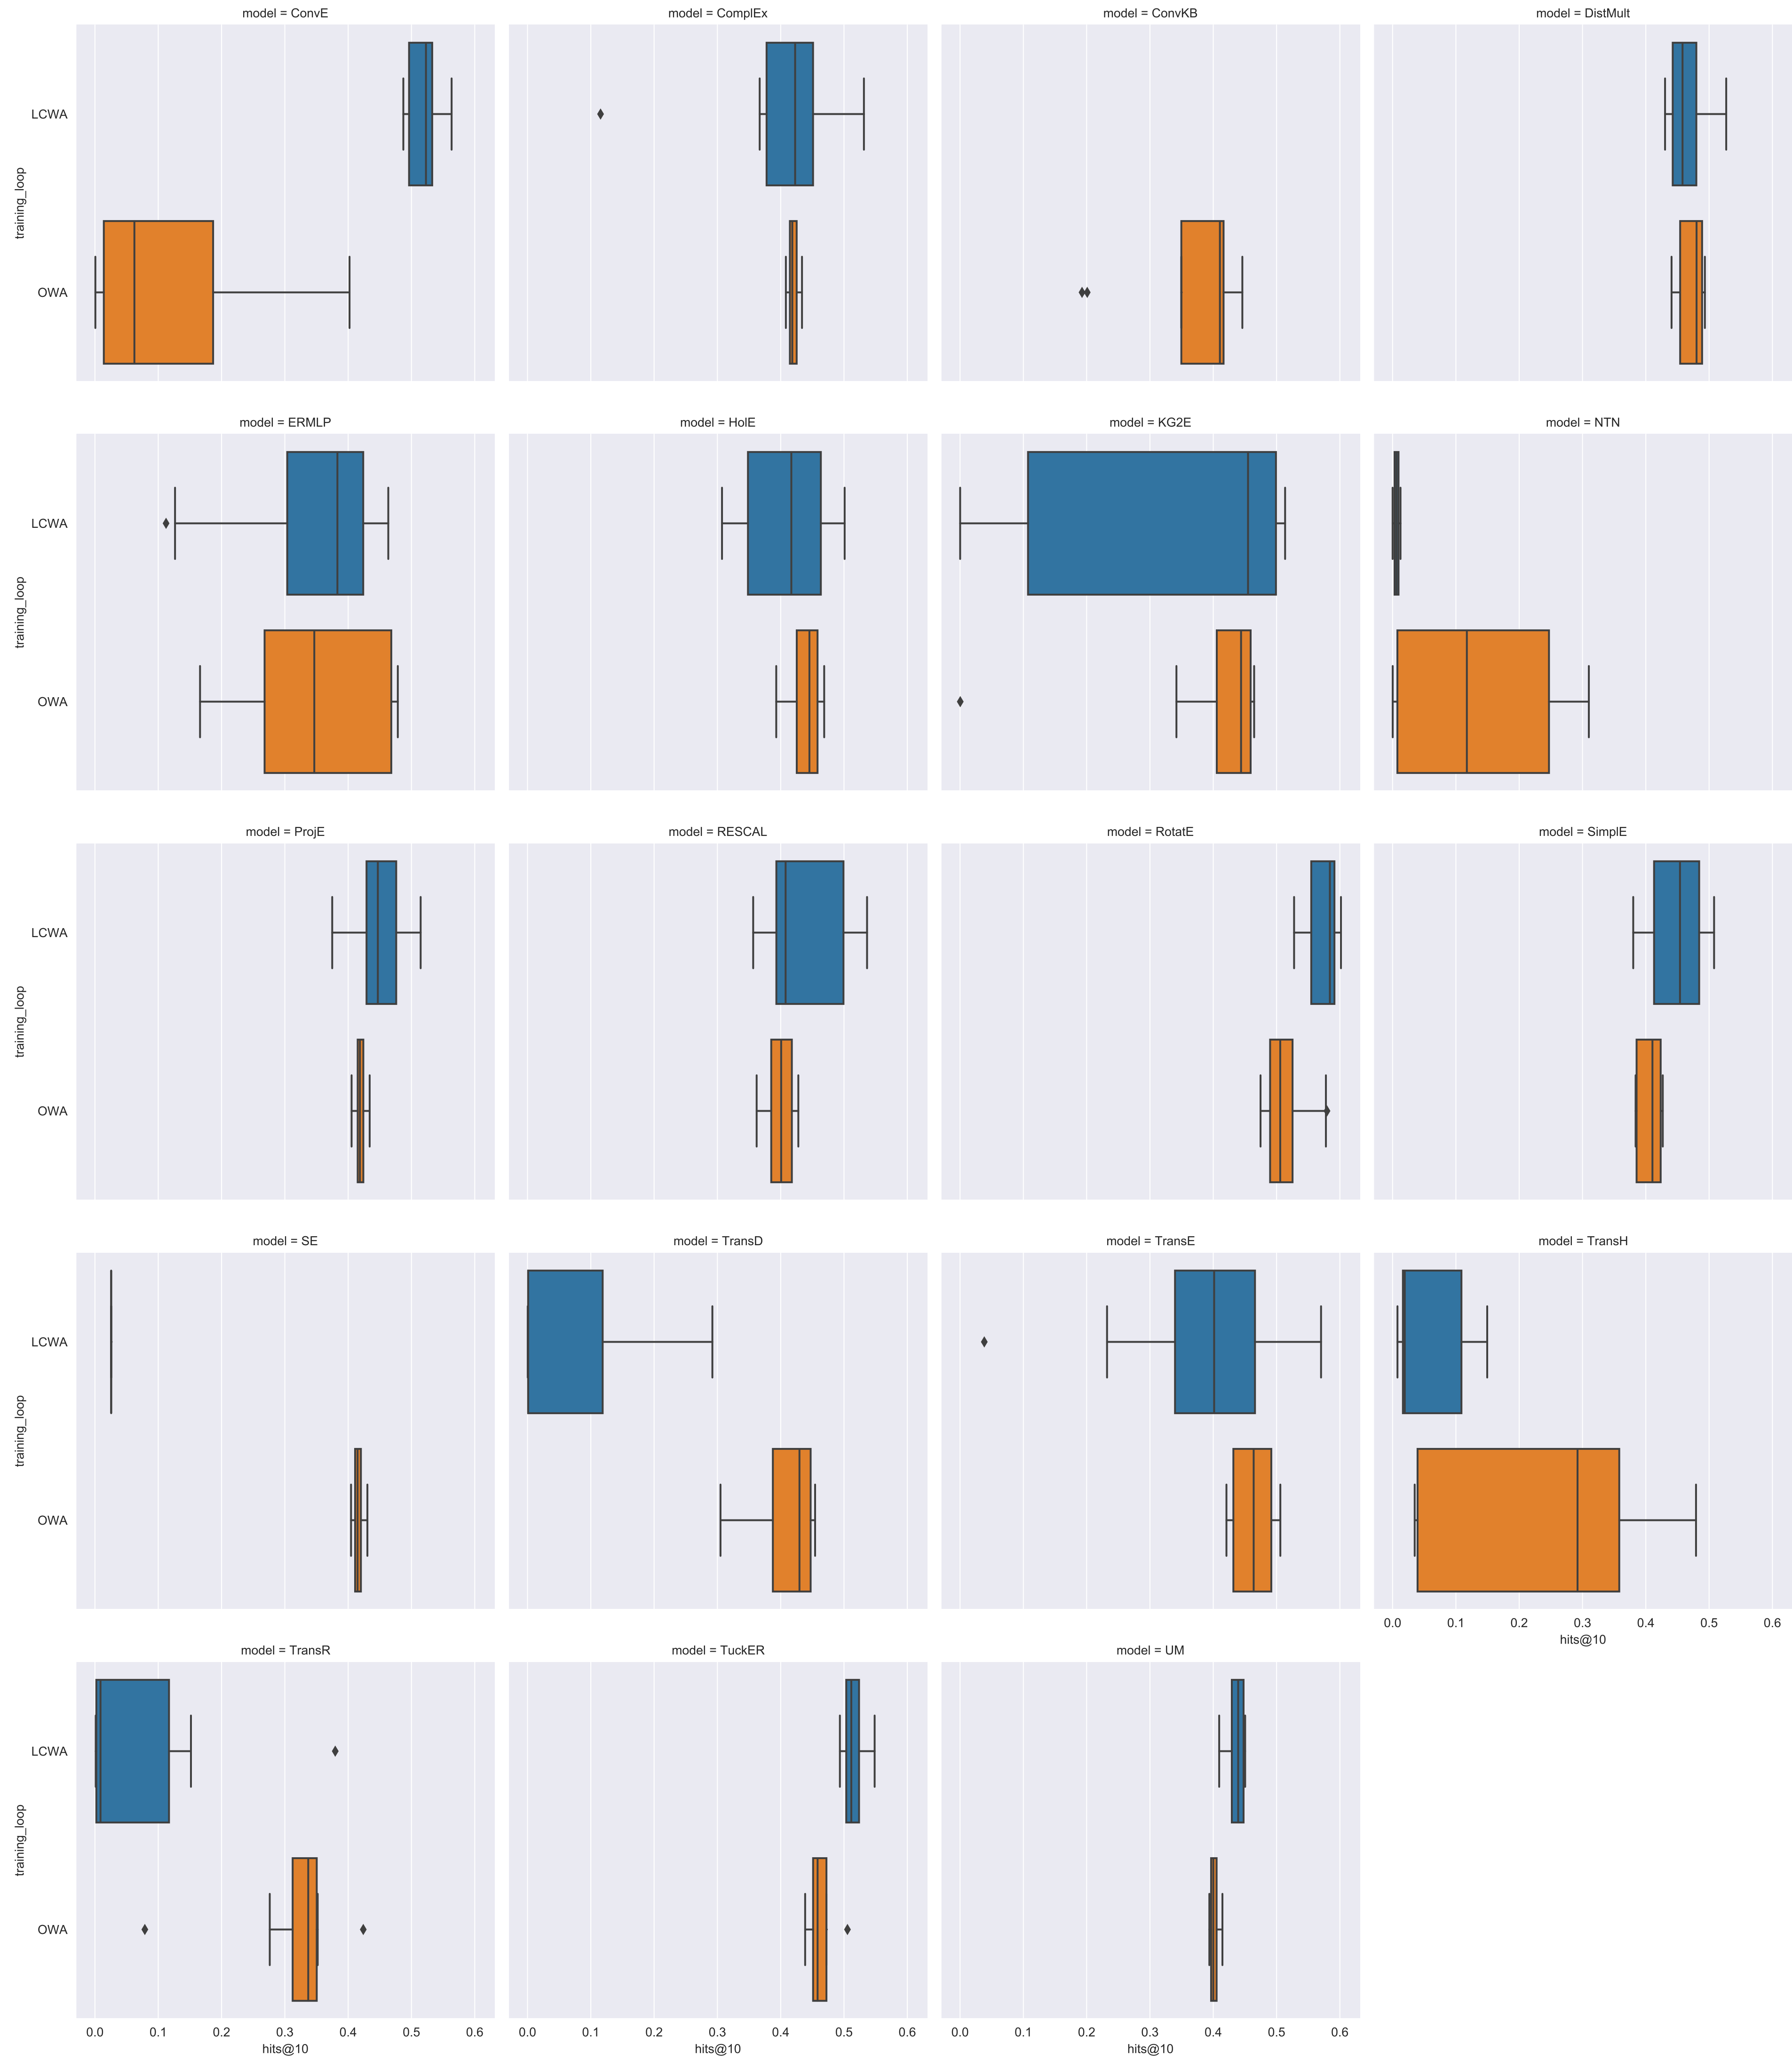 model = ConvE
model = ComplEx
model = ConvKB
model = DistMult
training_loop
LCWA
OWA
model = ERMLP
model = HolE
model = KG2E
model = NTN
training_loop
LCWA
OWA
model = ProjE
model = RESCAL
model = RotatE
model = SimplE
training_loop
LCWA
OWA
model = SE
model = TransD
model = TransE
model = TransH
training_loop
LCWA
OWA
0.0 0.1 0.2 0.3 0.4 0.5 0.6
hits@10
model = TransR
model = TuckER
model = UM
training_loop
LCWA
OWA
0.0 0.1 0.2 0.3 0.4 0.5 0.6
0.0 0.1 0.2 0.3 0.4 0.5 0.6
0.0 0.1 0.2 0.3 0.4 0.5 0.6
hits@10
hits@10
hits@10